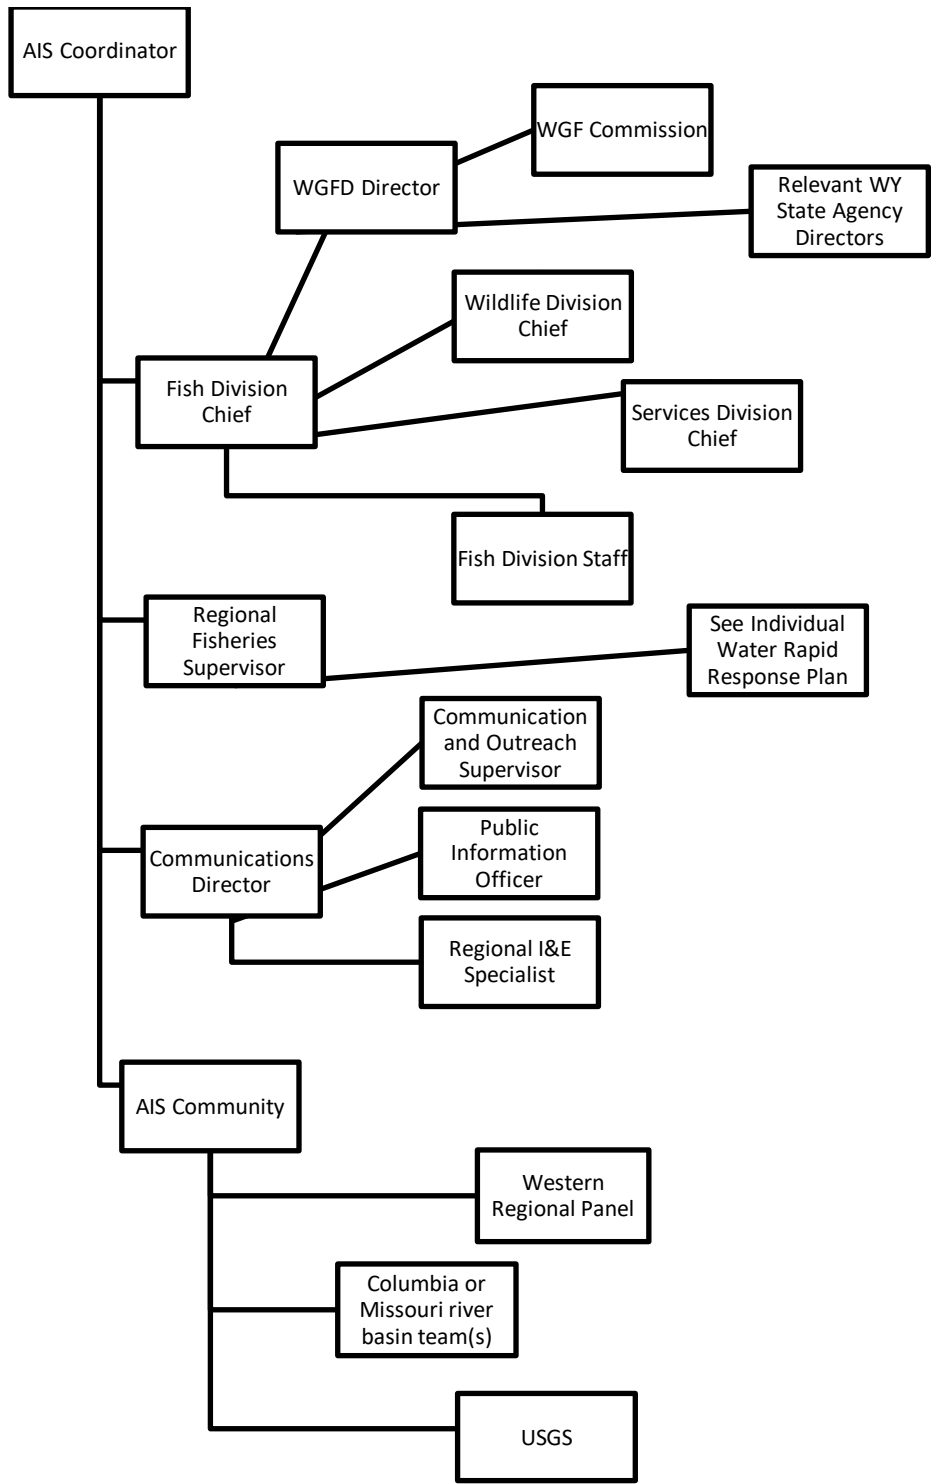 AIS Coordinator
WGF Commission
WGFD Director
Relevant WY
State Agency
Directors
Wildlife Division
Chief
Fish Division
Chief
Services Division
Chief
Fish Division Staff
Regional
Fisheries
Supervisor
See Individual
Water Rapid
Response Plan
Communication
and Outreach
Supervisor
Communications
Director
Public
Information
Officer
Regional I&E
Specialist
AIS Community
Western
Regional Panel
Columbia or
Missouri river
basin team(s)
USGS